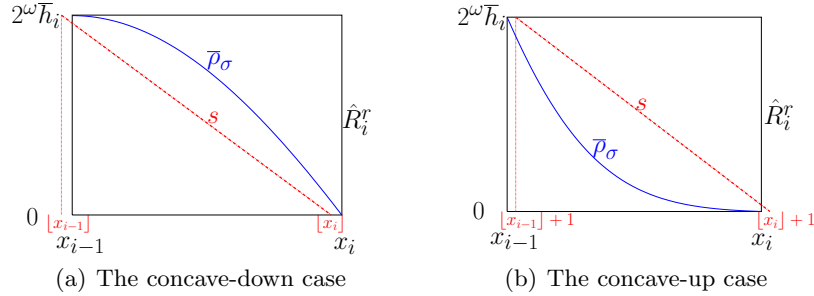 2^ω h̅_i
ρ̅_σ
s
R̂_i^r
0
⌊x_{i−1}⌋
⌊x_i⌋
x_{i−1}
x_i
(a) The concave-down case
2^ω h̅_i
s
R̂_i^r
ρ̅_σ
0
⌊x_{i−1}⌋ + 1
⌊x_i⌋ + 1
x_{i−1}
x_i
(b) The concave-up case